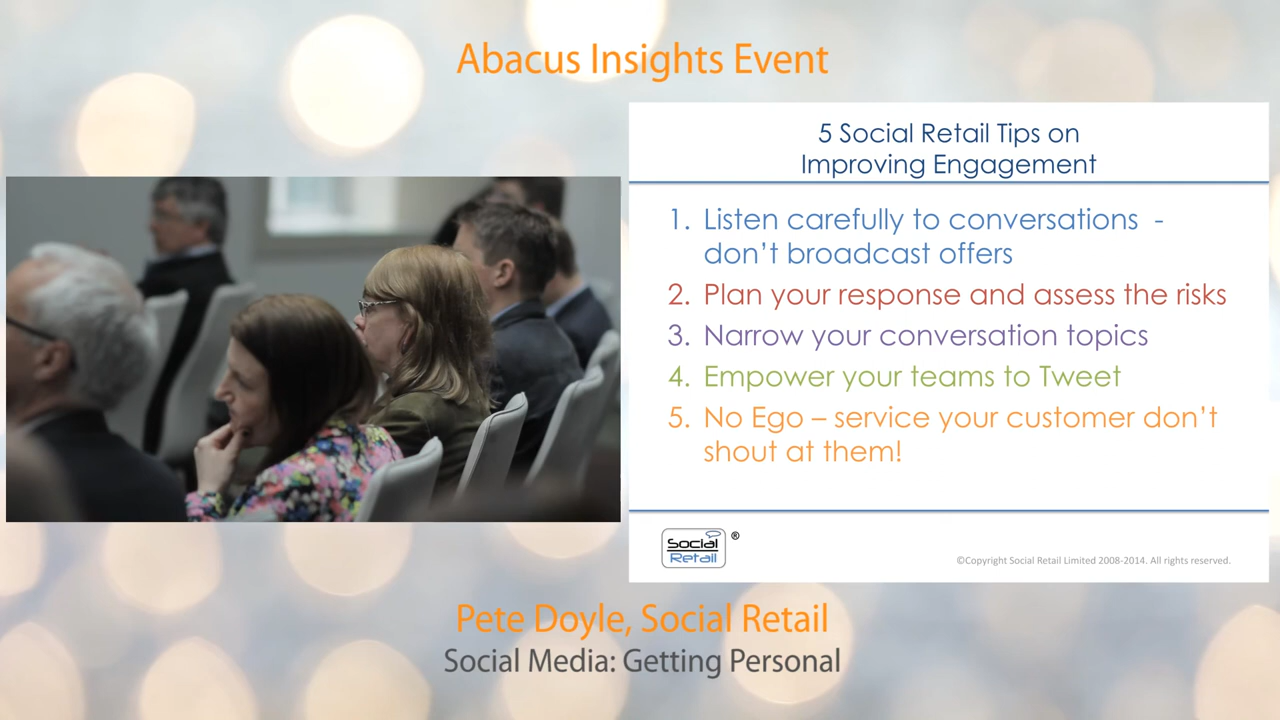 Abacus Insights Event
5 Social Retail Tips on
Improving Engagement
1. Listen carefully to conversations -
don't broadcast offers
2. Plan your response and assess the risks
3. Narrow your conversation topics
4. Empower your teams to Tweet
5. No Ego – service your customer don't
shout at them!
Social
Retail
®
©Copyright Social Retail Limited 2008-2014. All rights reserved.
Pete Doyle, Social Retail
Social Media: Getting Personal